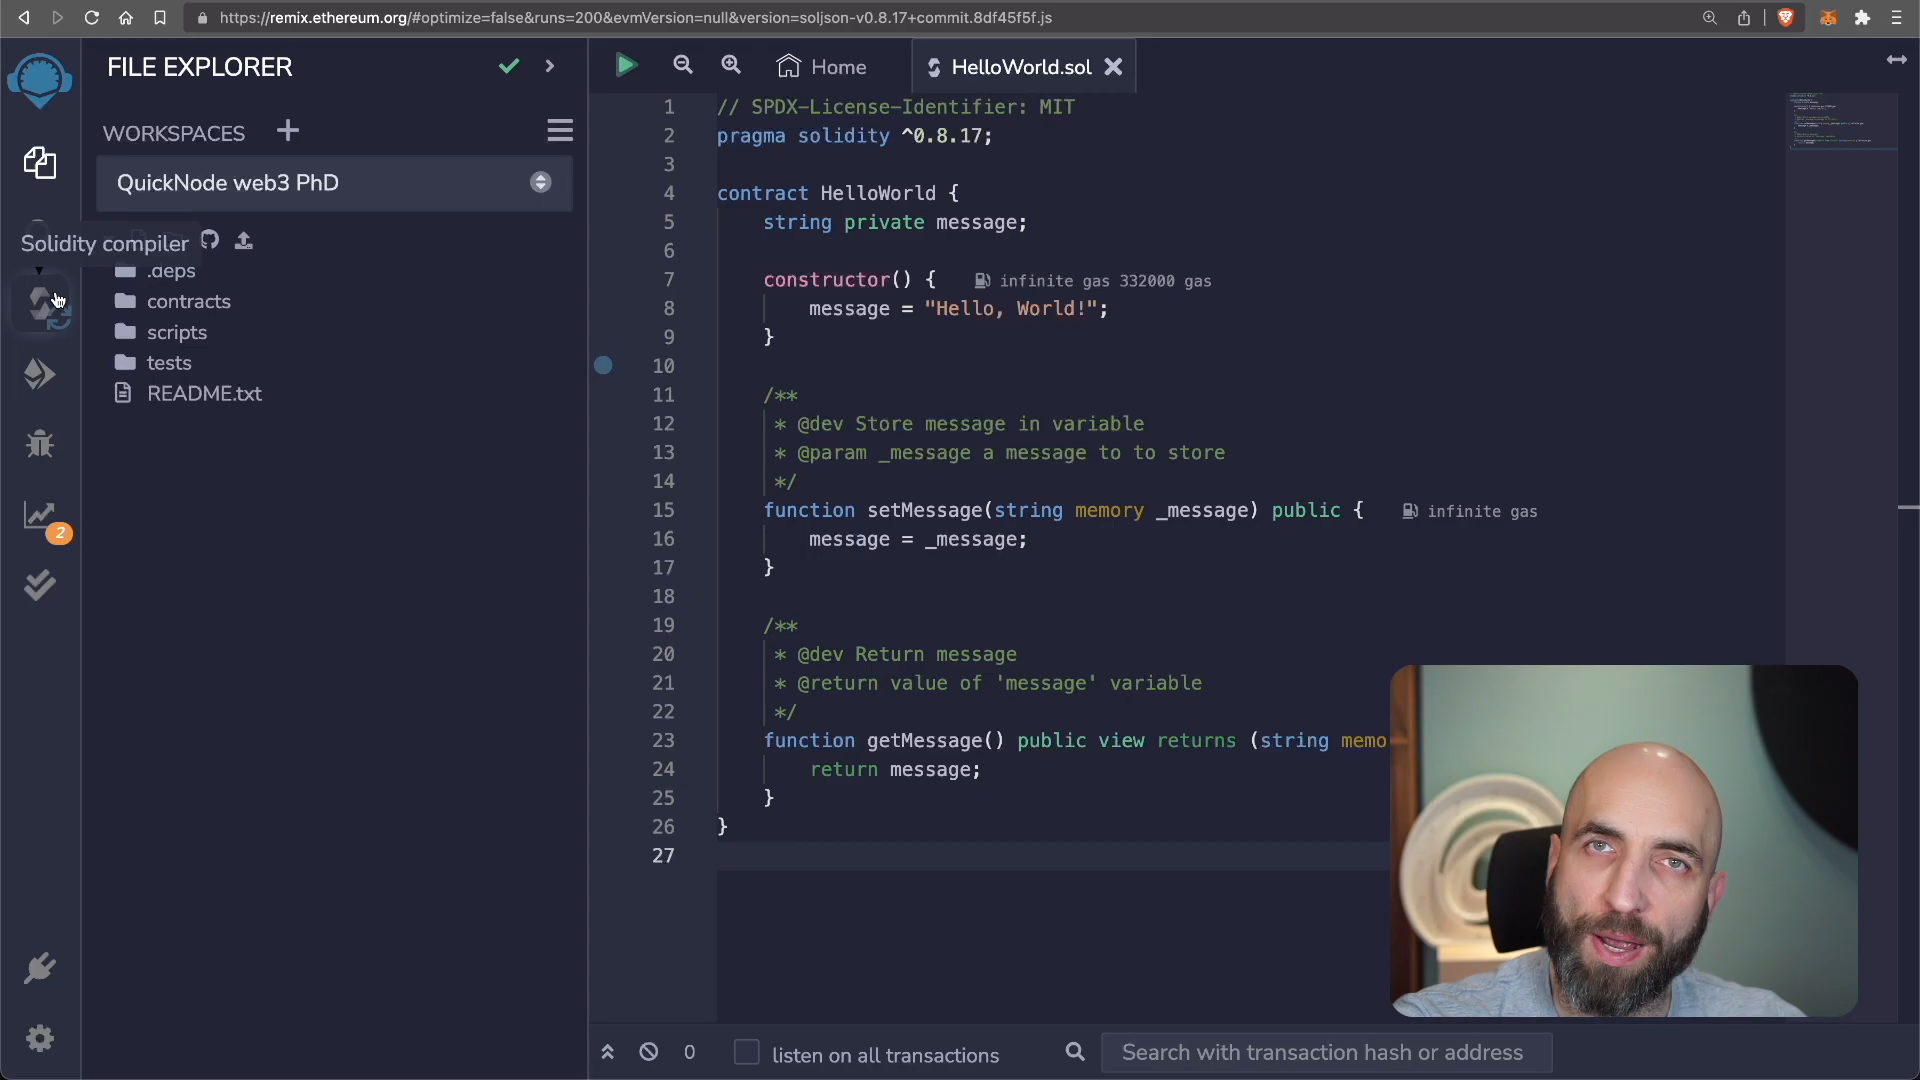 https://remix.ethereum.org/#optimize=false&runs=200&evmVersion=null&version=soljson-v0.8.17+commit.8df45f5f.js
FILE EXPLORER
WORKSPACES
QuickNode web3 PhD
Solidity compiler
.deps
contracts
scripts
tests
README.txt
2
Home
HelloWorld.sol
1 // SPDX-License-Identifier: MIT
2 pragma solidity ^0.8.17;
3
4 contract HelloWorld {
5 string private message;
6
7 constructor() { infinite gas 332000 gas
8 message = "Hello, World!";
9 }
10
11 /**
12 * @dev Store message in variable
13 * @param _message a message to to store
14 */
15 function setMessage(string memory _message) public { infinite gas
16 message = _message;
17 }
18
19 /**
20 * @dev Return message
21 * @return value of 'message' variable
22 */
23 function getMessage() public view returns (string memo
24 return message;
25 }
26 }
27
0
listen on all transactions
Search with transaction hash or address